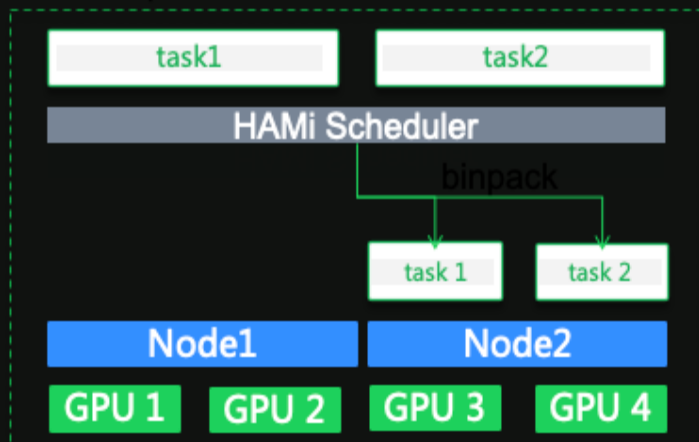 task1 task2
HAMi Scheduler
binpack
task 1 task 2
Node1 Node2
GPU 1 GPU 2 GPU 3 GPU 4